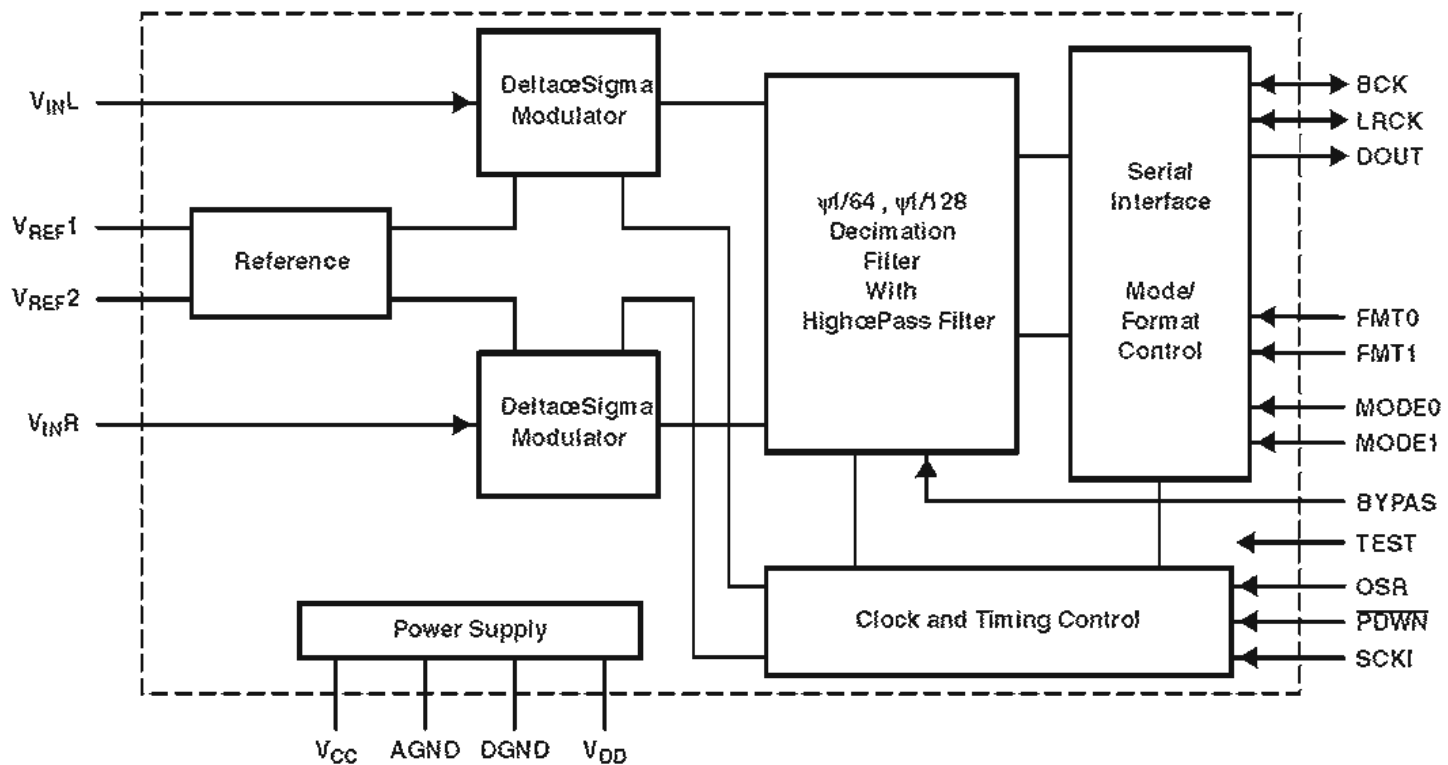 DeltaœSigma
Modulator
VINL
BCK
LRCK
DOUT
Serial
Interface
ψf/64 , ψf/128
Decimation
Filter
With
HighœPass Filter
VREF1
Reference
VREF2
Mode/
Format
Control
FMT0
FMT1
DeltaœSigma
Modulator
VINR
MODE0
MODE1
BYPAS
TEST
OSR
Clock and Timing Control
PDWN
SCKI
Power Supply
VCC
AGND
DGND
VDD